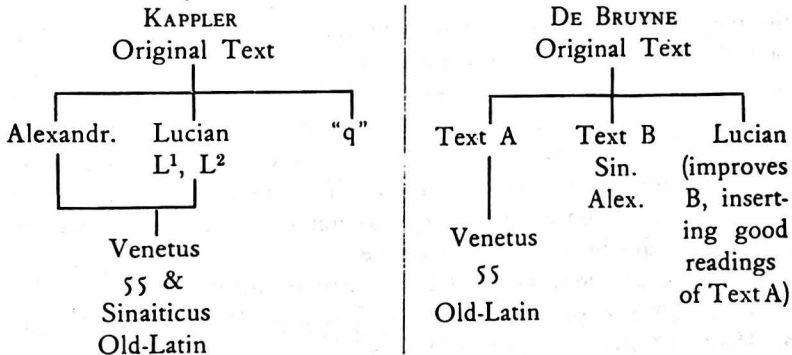 KAPPLER
Original Text
Alexandr. Lucian "q"
L¹, L²
Venetus
55 &
Sinaiticus
Old-Latin
DE BRUYNE
Original Text
Text A Text B Lucian
Sin. (improves
Alex. B, insert-
ing good
readings
of Text A)
Venetus
55
Old-Latin